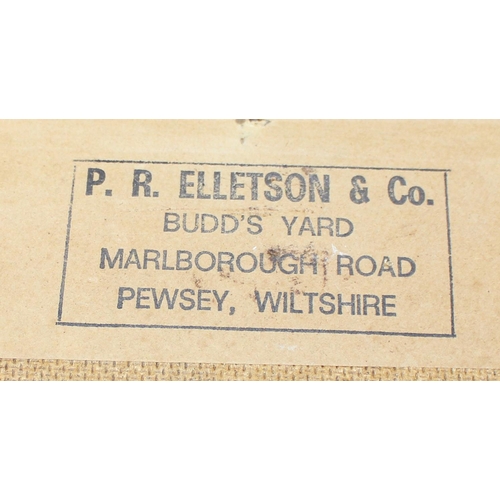 P. R. ELLETSON & Co.
BUDD'S YARD
MARLBOROUGH ROAD
PEWSEY, WILTSHIRE